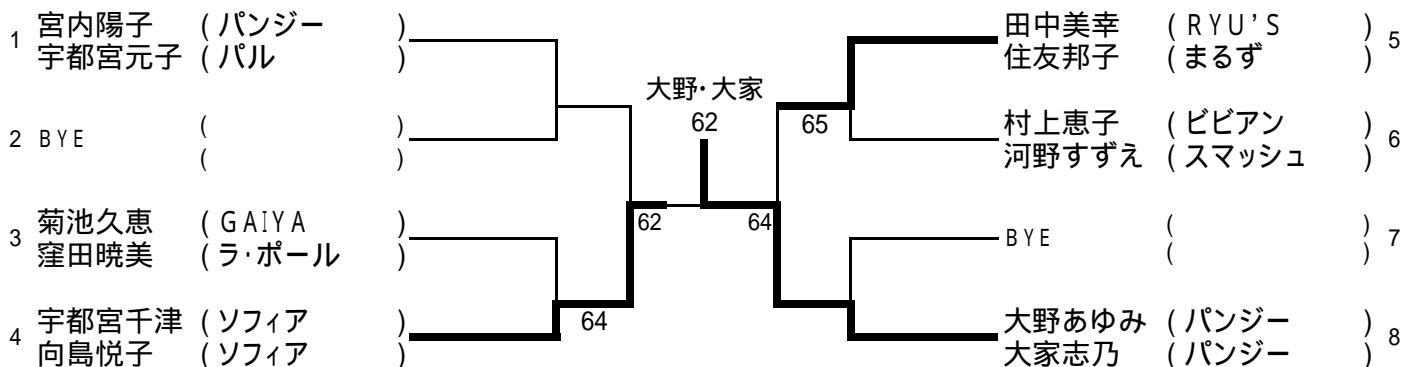 1 宮内陽子 ( パンジー )
宇都宮元子 ( パル )
2 BYE ( )
( )
3 菊池久恵 ( GAIYA )
窪田暁美 ( ラ・ポール )
4 宇都宮千津 ( ソフィア )
向島悦子 ( ソフィア )
64
62
大野・大家
62
65
64
田中美幸 ( RYU'S ) 5
住友邦子 ( まるず )
村上恵子 ( ビビアン ) 6
河野すずえ ( スマッシュ )
BYE ( ) 7
( )
大野あゆみ ( パンジー ) 8
大家志乃 ( パンジー )